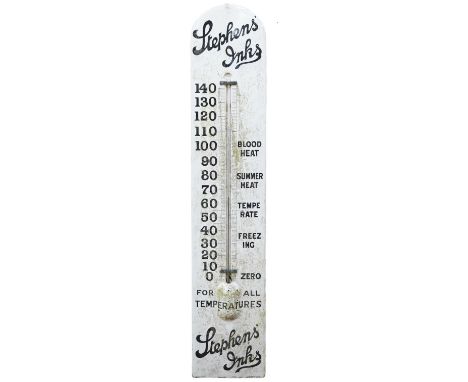 Stephens'
Inks
140
130
120
110
100 BLOOD
HEAT
90
80 SUMMER
HEAT
70
60 TEMPE
RATE
50
40 FREEZ
ING
30
20
10
0 ZERO
FOR ALL
TEMPERATURES
Stephens'
Inks